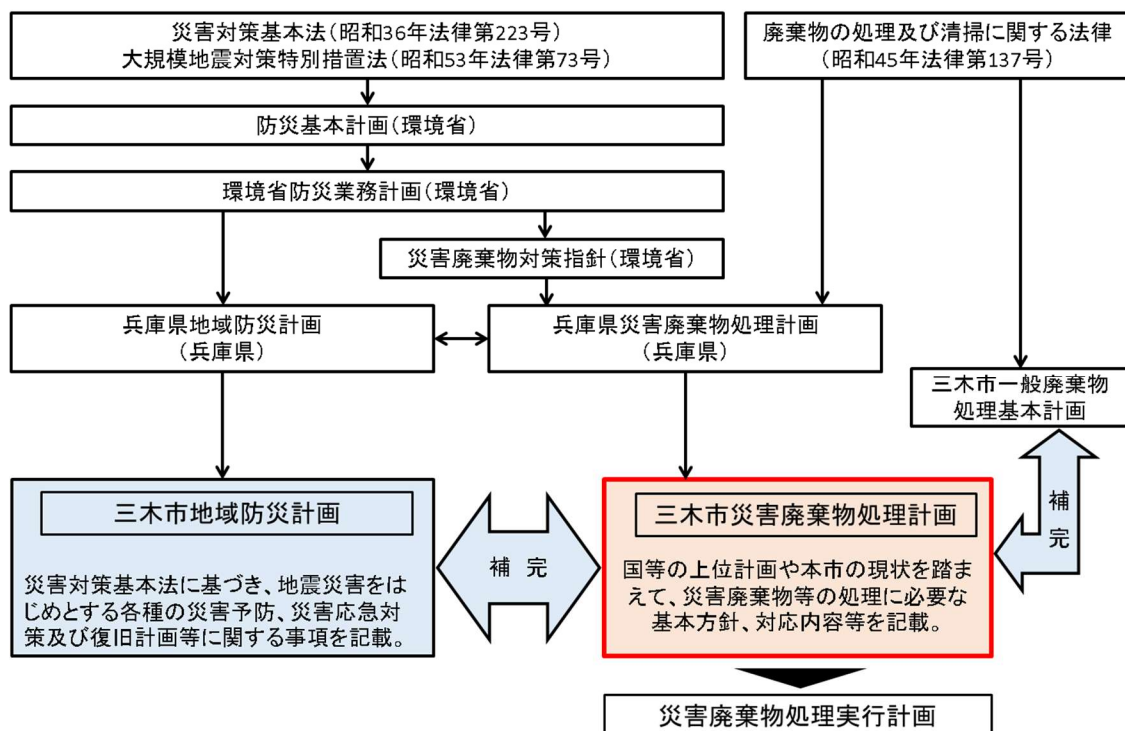 災害対策基本法(昭和36年法律第223号)
大規模地震対策特別措置法(昭和53年法律第73号)
廃棄物の処理及び清掃に関する法律
(昭和45年法律第137号)
防災基本計画(環境省)
環境省防災業務計画(環境省)
災害廃棄物対策指針(環境省)
兵庫県地域防災計画
(兵庫県)
兵庫県災害廃棄物処理計画
(兵庫県)
三木市一般廃棄物
処理基本計画
三木市地域防災計画
災害対策基本法に基づき、地震災害をは
じめとする各種の災害予防、災害応急対
策及び復旧計画等に関する事項を記載。
補 完
三木市災害廃棄物処理計画
国等の上位計画や本市の現状を踏ま
えて、災害廃棄物等の処理に必要な
基本方針、対応内容等を記載。
補
完
災害廃棄物処理実行計画